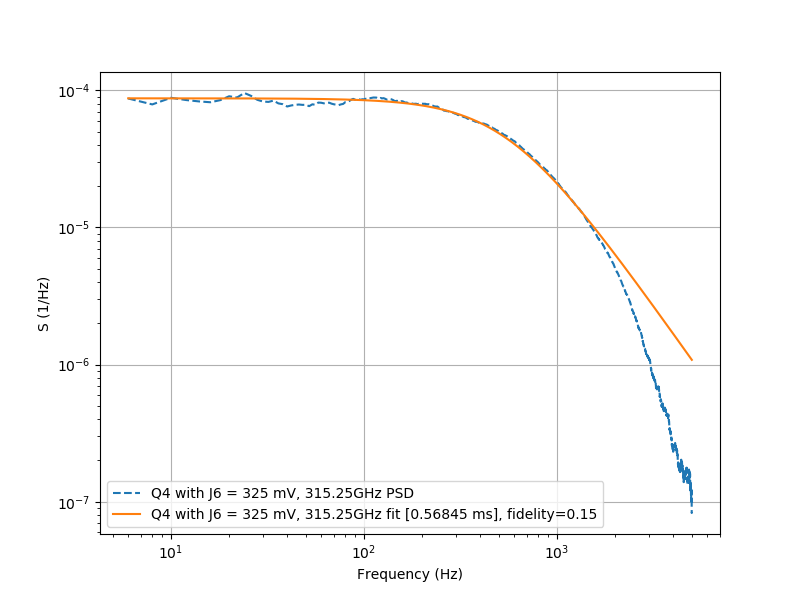 10⁻⁴
10⁻⁵
10⁻⁶
10⁻⁷
S (1/Hz)
Q4 with J6 = 325 mV, 315.25GHz PSD
Q4 with J6 = 325 mV, 315.25GHz fit [0.56845 ms], fidelity=0.15
10¹ 10² 10³
Frequency (Hz)